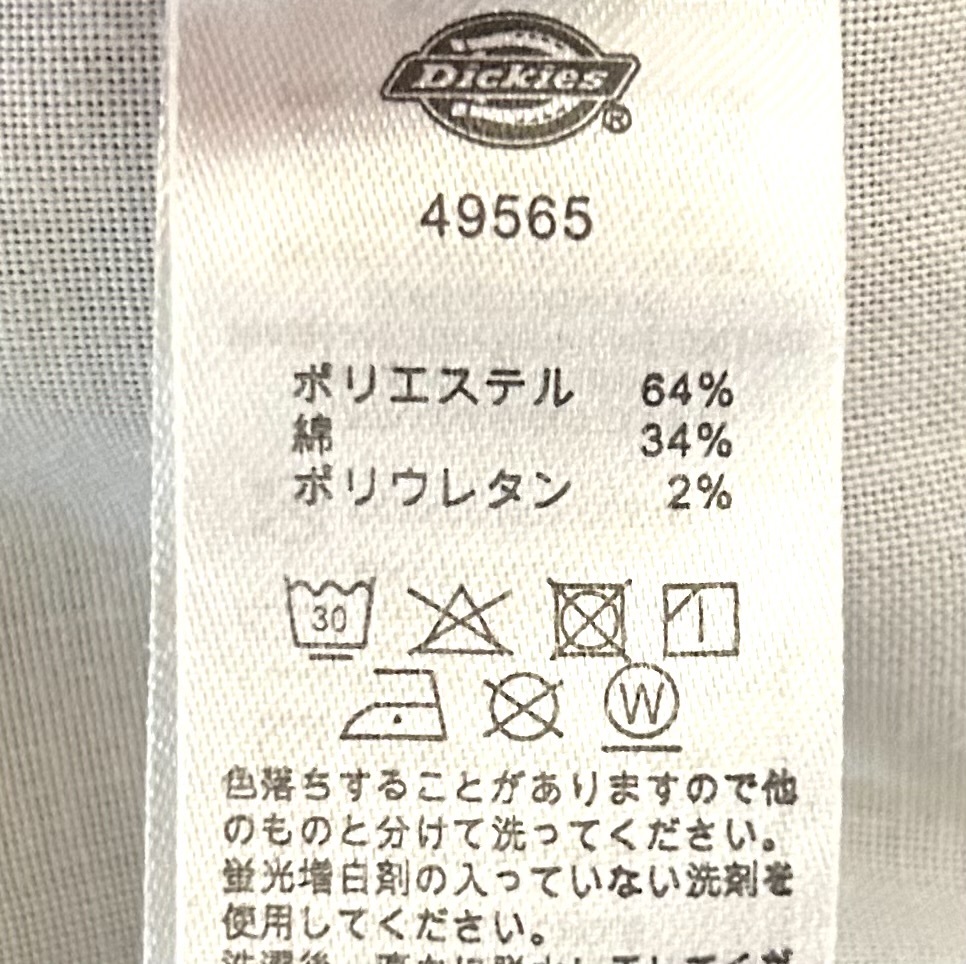 Dickies®
49565
ポリエステル 64%
綿 34%
ポリウレタン 2%
30
W
色落ちすることがありますので他
のものと分けて洗ってください。
蛍光増白剤の入っていない洗剤を
使用してください。